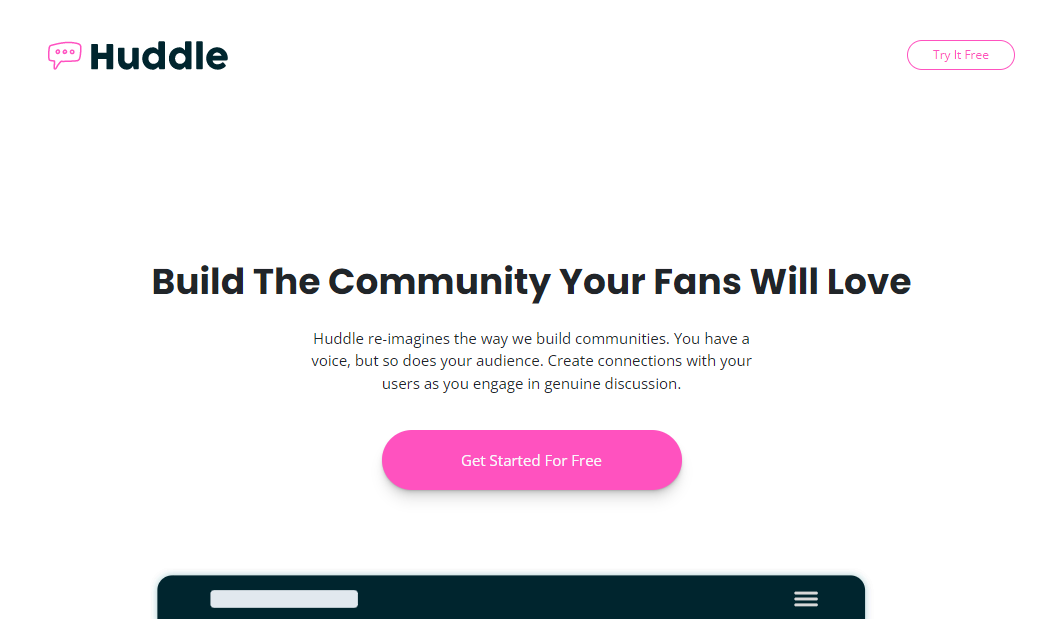 Huddle
Try It Free
Build The Community Your Fans Will Love
Huddle re-imagines the way we build communities. You have a
voice, but so does your audience. Create connections with your
users as you engage in genuine discussion.
Get Started For Free